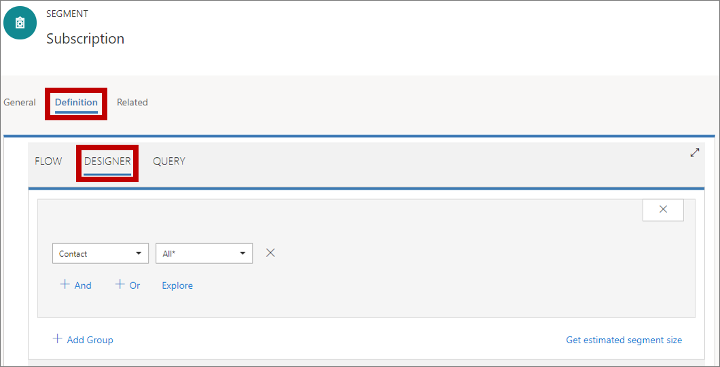 SEGMENT
Subscription
General Definition Related
FLOW DESIGNER QUERY
Contact All*
And Or Explore
Add Group Get estimated segment size